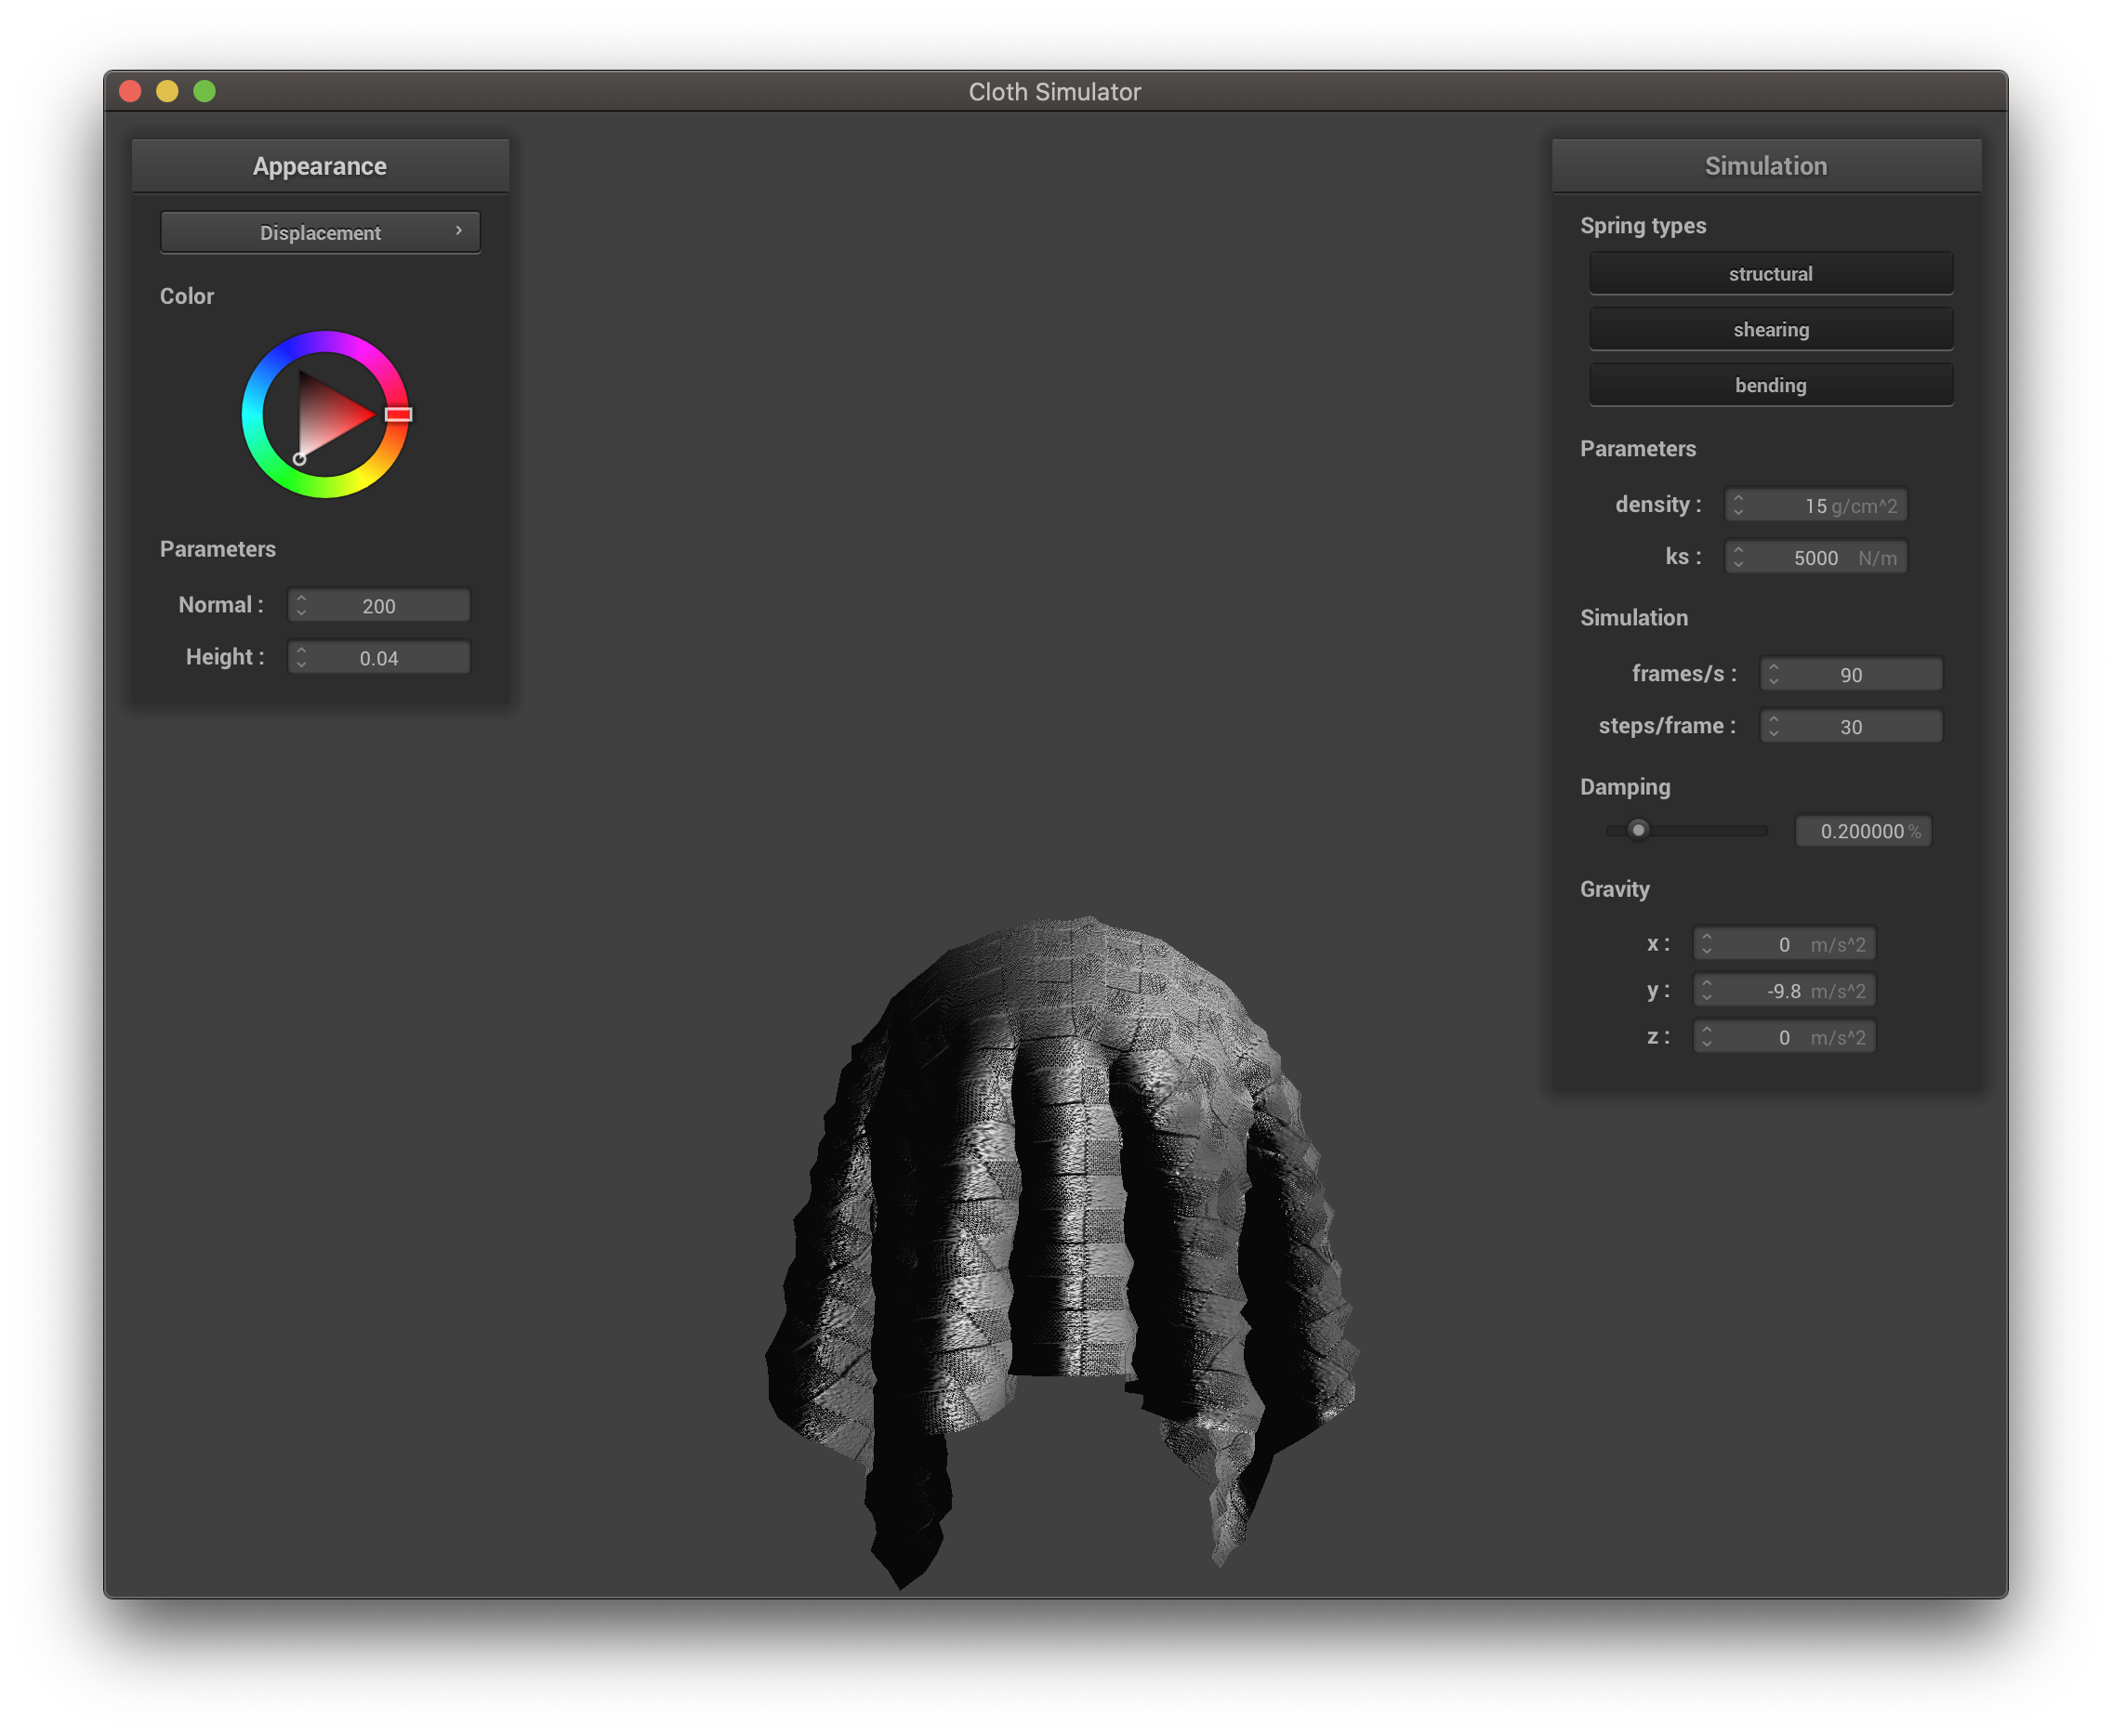 Cloth Simulator
Appearance
Displacement
Color
Parameters
Normal : 200
Height : 0.04
Simulation
Spring types
structural
shearing
bending
Parameters
density : 15 g/cm^2
ks : 5000 N/m
Simulation
frames/s : 90
steps/frame : 30
Damping
0.200000 %
Gravity
x : 0 m/s^2
y : -9.8 m/s^2
z : 0 m/s^2